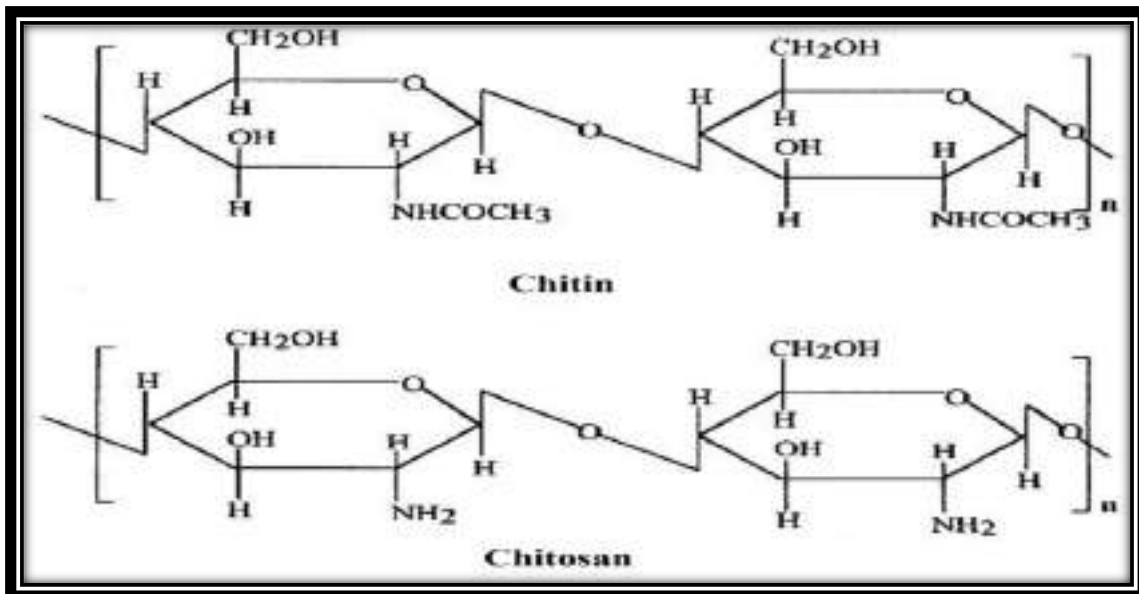 CH2OH CH2OH
H O H O
H H
OH H O OH H O
H H
H NHCOCH3 H NHCOCH3 n
Chitin
CH2OH CH2OH
H O H O
H H
OH H O OH H O
H H
H NH2 H NH2 n
Chitosan